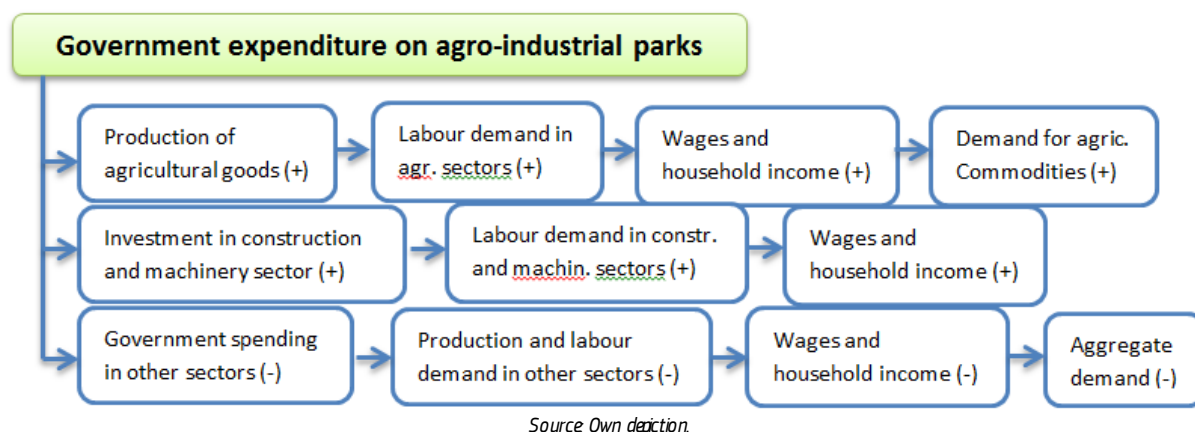 Government expenditure on agro-industrial parks
Production of
agricultural goods (+)
Labour demand in
agr. sectors (+)
Wages and
household income (+)
Demand for agric.
Commodities (+)
Investment in construction
and machinery sector (+)
Labour demand in constr.
and machin. sectors (+)
Wages and
household income (+)
Government spending
in other sectors (-)
Production and labour
demand in other sectors (-)
Wages and
household income (-)
Aggregate
demand (-)
Source: Own